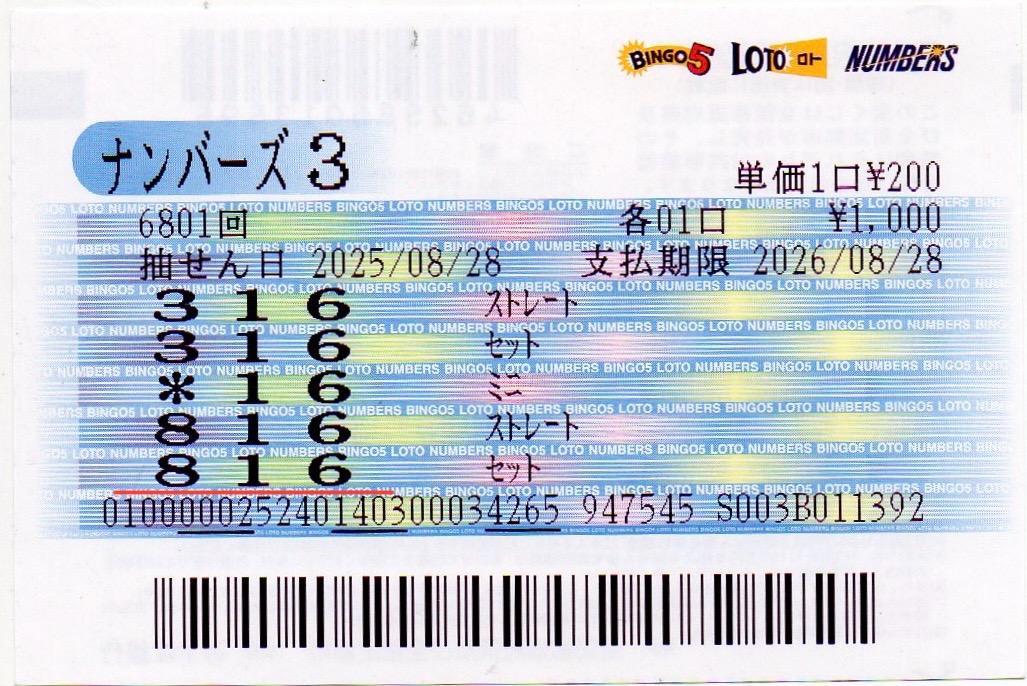 BINGO5 LOTO ロト NUMBERS
ナンバーズ 3
単価1口¥200
6801回 各01口 ¥1,000
抽せん日 2025/08/28 支払期限 2026/08/28
3 1 6 ストレート
3 1 6 セット
* 1 6 ミニ
8 1 6 ストレート
8 1 6 セット
010000025240140300034265 947545 S003B011392